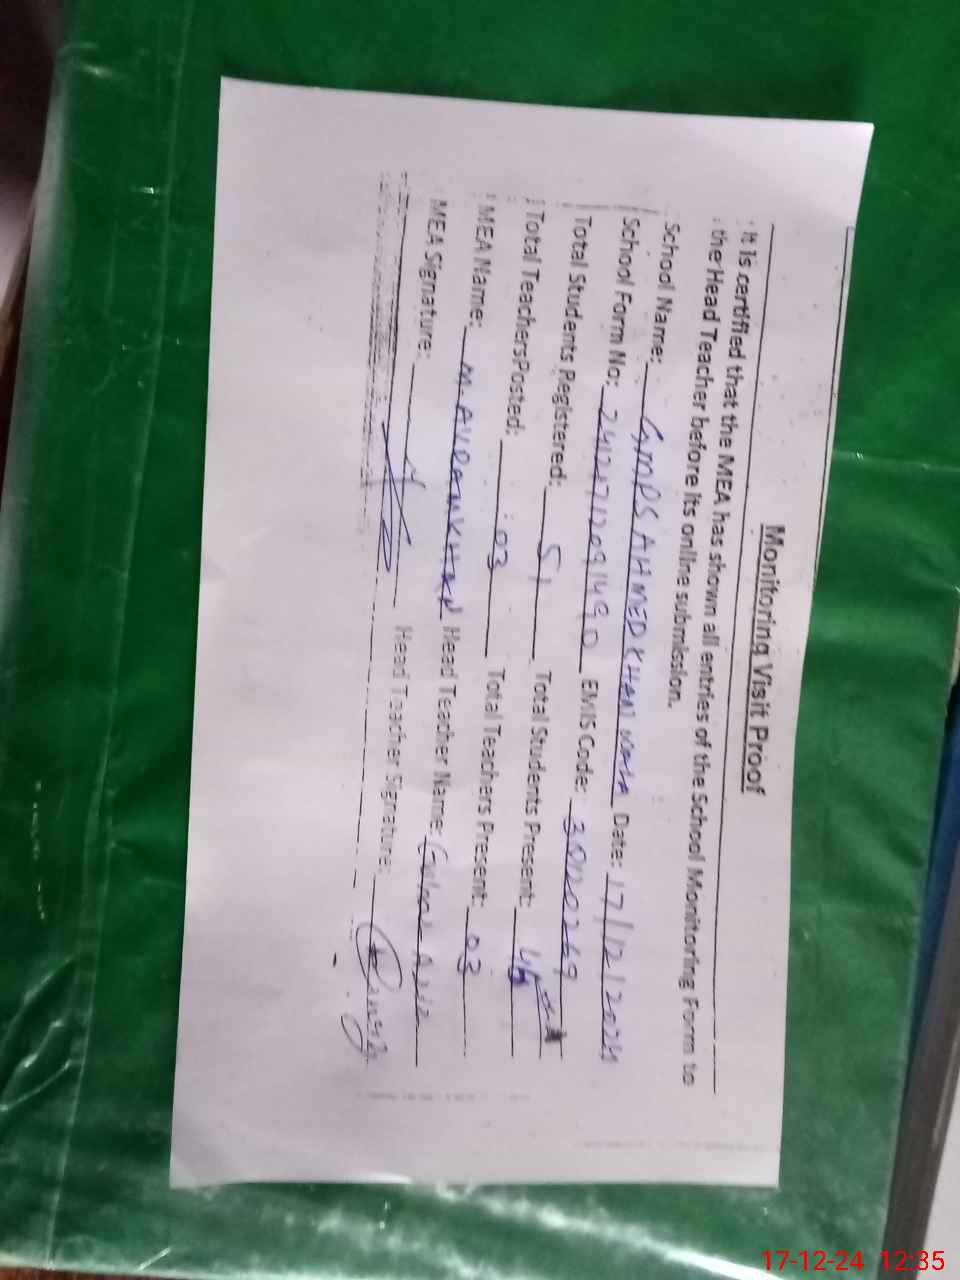 Monitoring Visit Proof
It is certified that the MEA has shown all entries of the School Monitoring Form to
the Head Teacher before its online submission.
School Name: GMPS AHMED KHAN WALA Date: 17/12/2024
School Form No: EMIS Code:
Total Students Registered: 51 Total Students Present:
Total TeachersPosted: 03 Total Teachers Present: 03
MEA Name: Head Teacher Name:
MEA Signature: Head Teacher Signature:
17-12-24 12:35